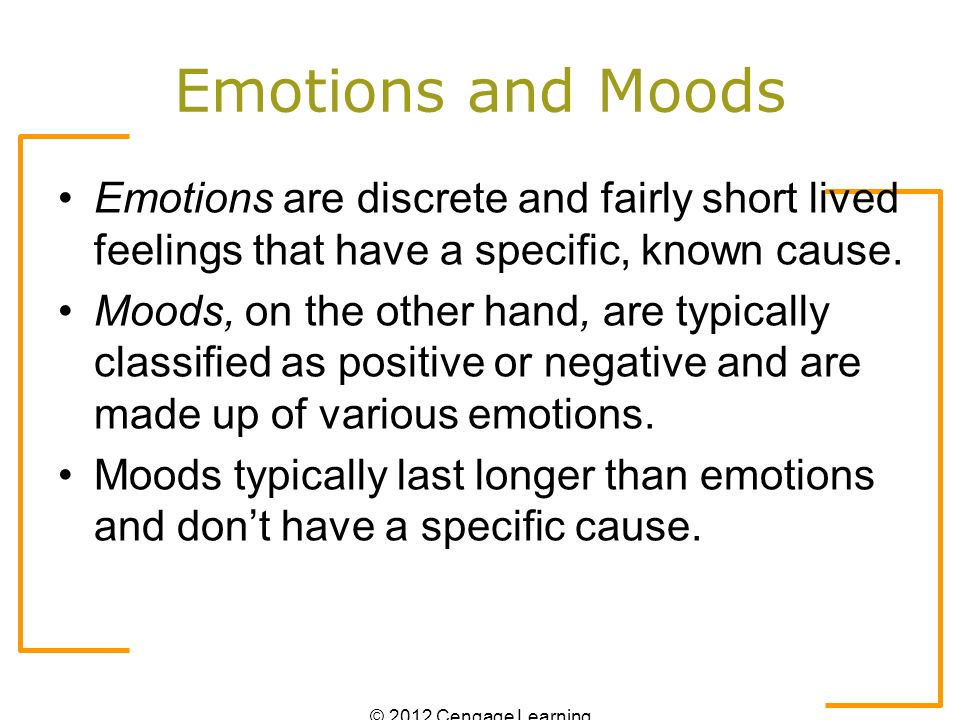 Emotions and Moods
• Emotions are discrete and fairly short lived
feelings that have a specific, known cause.
• Moods, on the other hand, are typically
classified as positive or negative and are
made up of various emotions.
• Moods typically last longer than emotions
and don’t have a specific cause.
© 2012 Cengage Learning